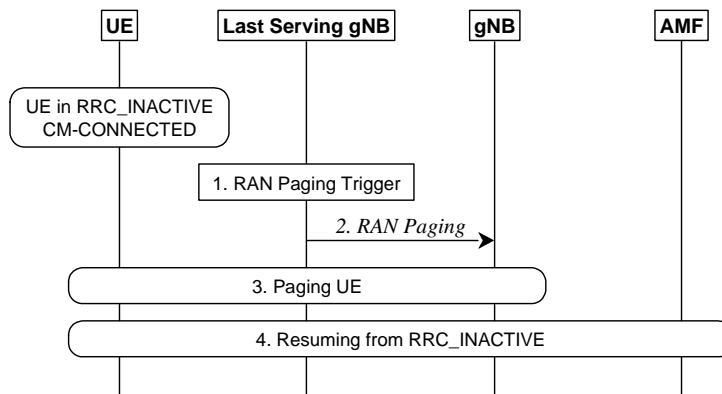 UE
Last Serving gNB
gNB
AMF
UE in RRC_INACTIVE
CM-CONNECTED
1. RAN Paging Trigger
2. RAN Paging
3. Paging UE
4. Resuming from RRC_INACTIVE